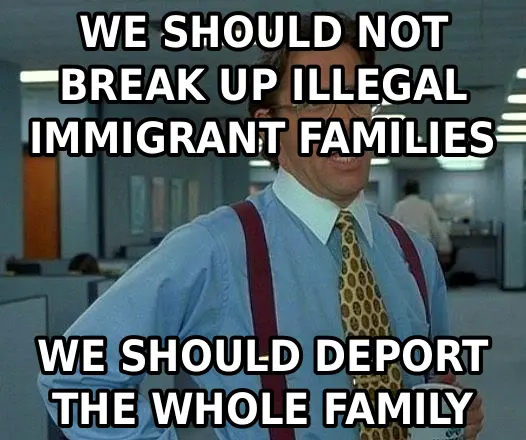 WE SHOULD NOT
BREAK UP ILLEGAL
IMMIGRANT FAMILIES
WE SHOULD DEPORT
THE WHOLE FAMILY